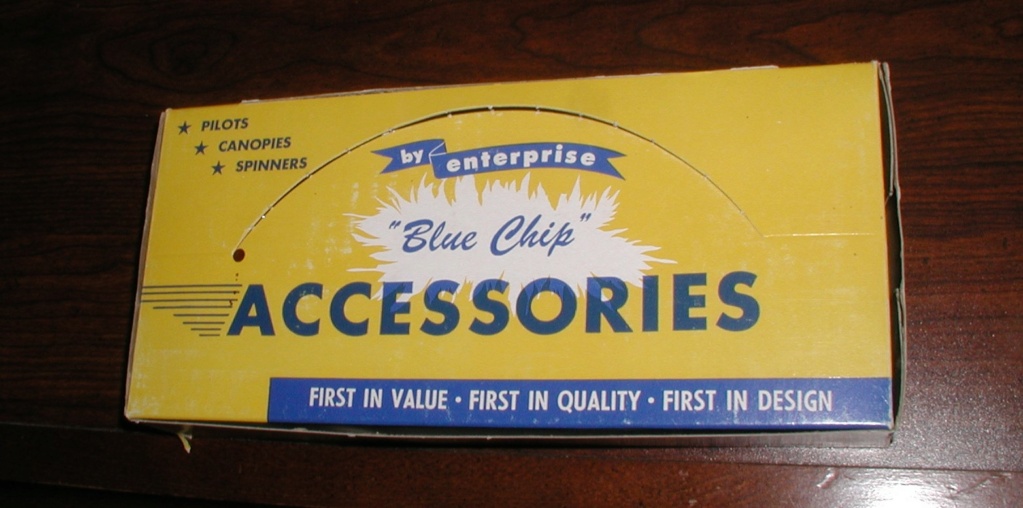 ★ PILOTS
★ CANOPIES
★ SPINNERS
by enterprise
"Blue Chip"
ACCESSORIES
FIRST IN VALUE • FIRST IN QUALITY • FIRST IN DESIGN